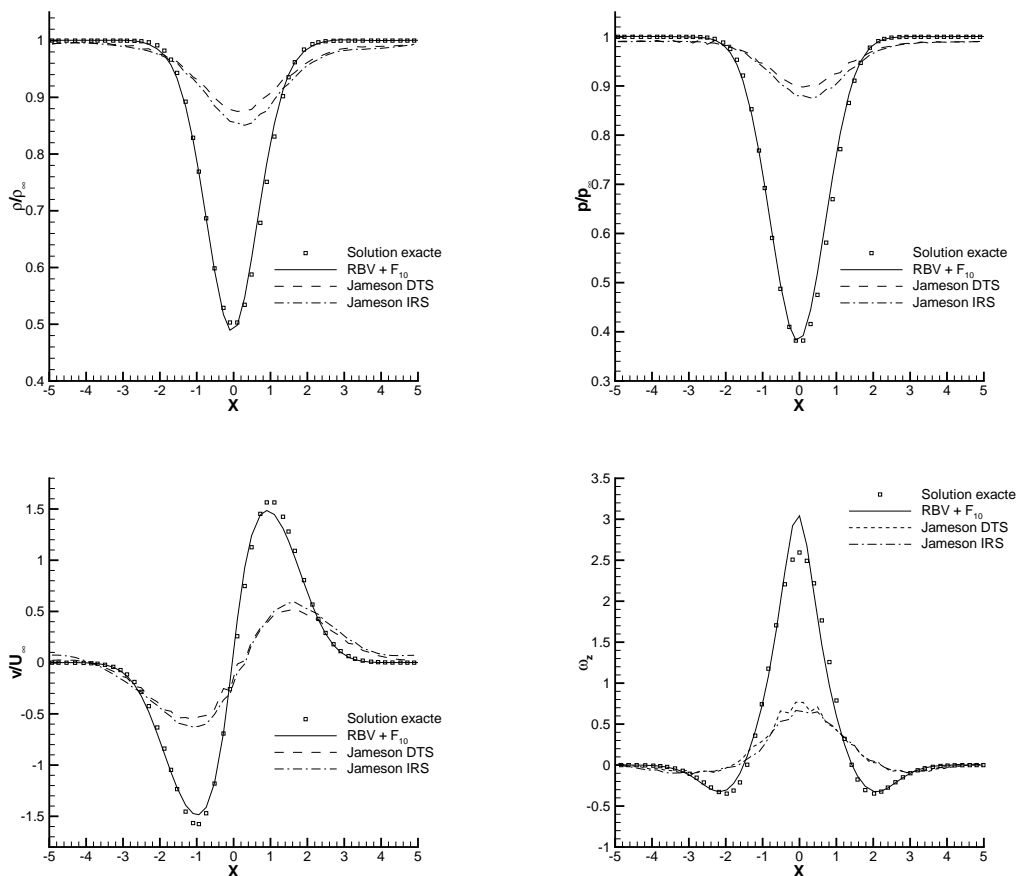 1
0.9
0.8
0.7
0.6
0.5
0.4
ρ/ρ∞
-5 -4 -3 -2 -1 0 1 2 3 4 5
X
Solution exacte
RBV + F₁₀
Jameson DTS
Jameson IRS
1
0.9
0.8
0.7
0.6
0.5
0.4
0.3
p/p∞
-5 -4 -3 -2 -1 0 1 2 3 4 5
X
Solution exacte
RBV + F₁₀
Jameson DTS
Jameson IRS
1.5
1
0.5
0
-0.5
-1
-1.5
v/U∞
-5 -4 -3 -2 -1 0 1 2 3 4 5
X
Solution exacte
RBV + F₁₀
Jameson DTS
Jameson IRS
3.5
3
2.5
2
1.5
1
0.5
0
-0.5
-1
ω_z
-5 -4 -3 -2 -1 0 1 2 3 4 5
X
Solution exacte
RBV + F₁₀
Jameson DTS
Jameson IRS